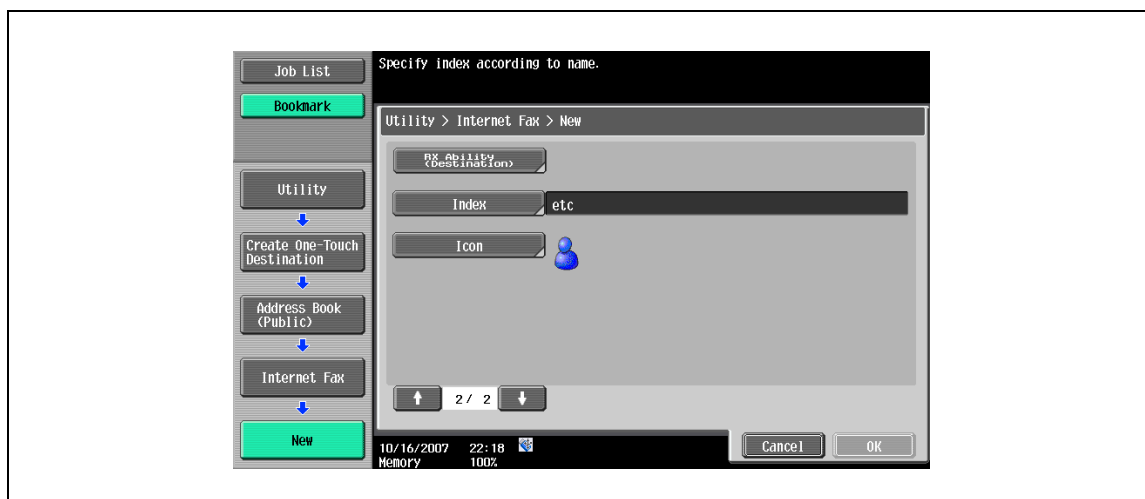 Job List
Bookmark
Utility
Create One-Touch
Destination
Address Book
(Public)
Internet Fax
New
Specify index according to name.
Utility > Internet Fax > New
RX Ability
(Destination)
Index
etc
Icon
2/ 2
10/16/2007 22:18
Memory 100%
Cancel
OK